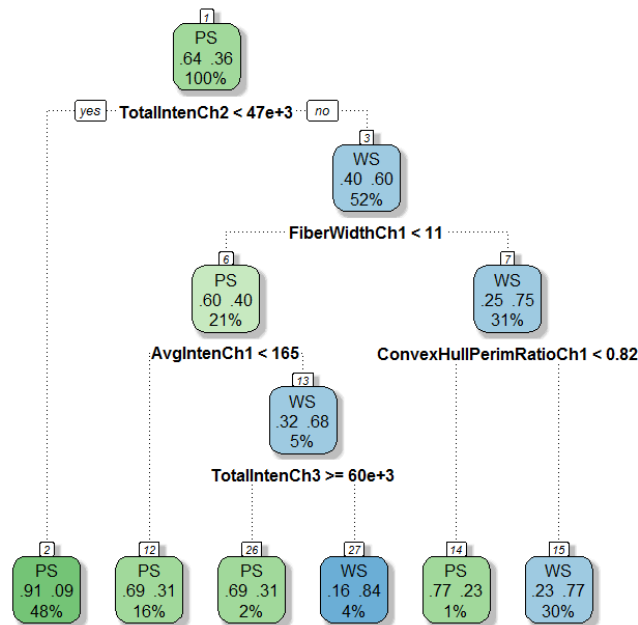 1
PS
.64 .36
100%
yes TotalIntenCh2 < 47e+3 no
3
WS
.40 .60
52%
FiberWidthCh1 < 11
6
PS
.60 .40
21%
7
WS
.25 .75
31%
AvgIntenCh1 < 165
ConvexHullPerimRatioCh1 < 0.82
13
WS
.32 .68
5%
TotalIntenCh3 >= 60e+3
2
PS
.91 .09
48%
12
PS
.69 .31
16%
26
PS
.69 .31
2%
27
WS
.16 .84
4%
14
PS
.77 .23
1%
15
WS
.23 .77
30%